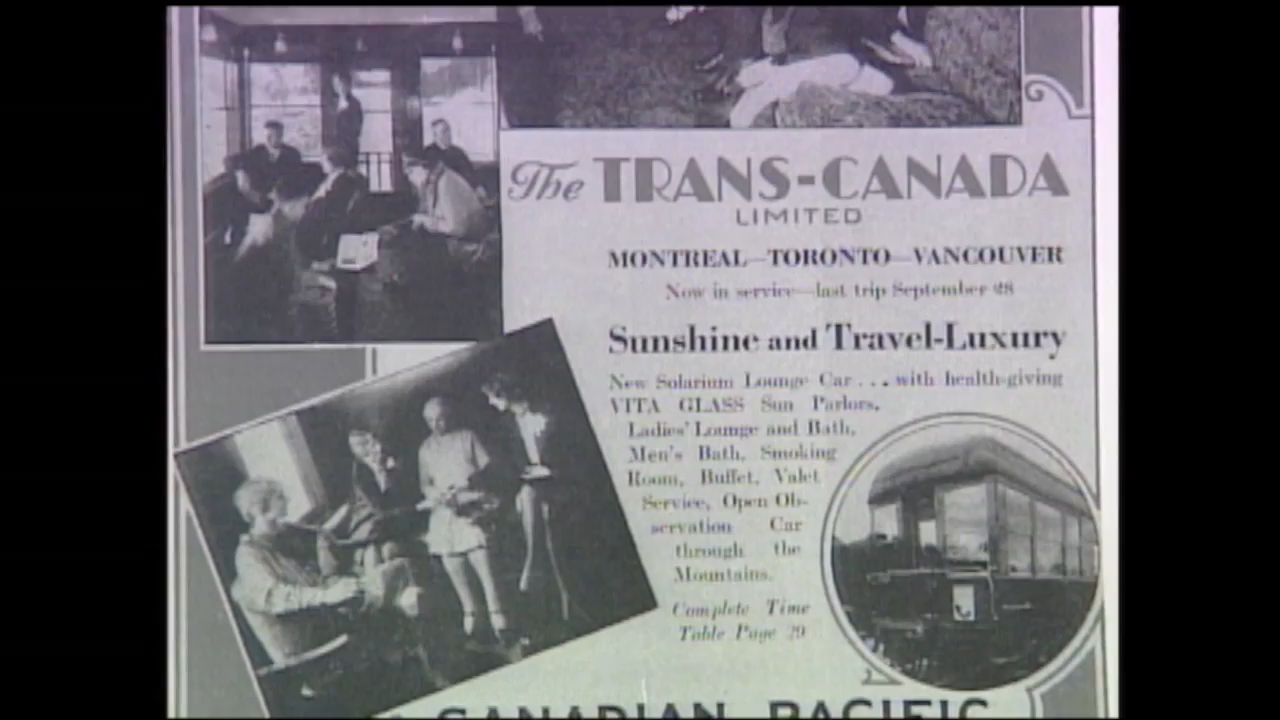 The TRANS-CANADA
LIMITED
MONTREAL—TORONTO—VANCOUVER
Now in service—last trip September 28
Sunshine and Travel-Luxury
New Solarium Lounge Car . . . with health-giving
VITA GLASS Sun Parlors,
Ladies' Lounge and Bath,
Men's Bath, Smoking
Room, Buffet, Valet
Service, Open Ob-
servation Car
through the
Mountains.
Complete Time
Table Page 29
CANADIAN PACIFIC